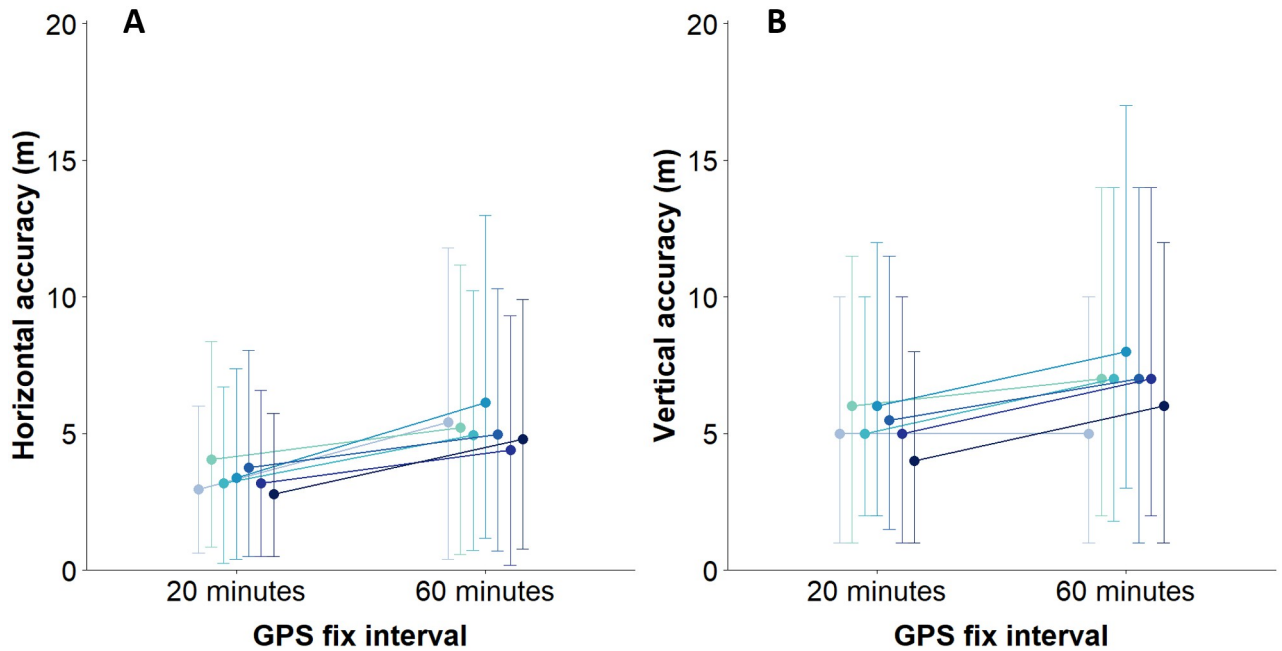 A
Horizontal accuracy (m)
20
15
10
5
0
20 minutes
60 minutes
GPS fix interval
B
Vertical accuracy (m)
20
15
10
5
0
20 minutes
60 minutes
GPS fix interval